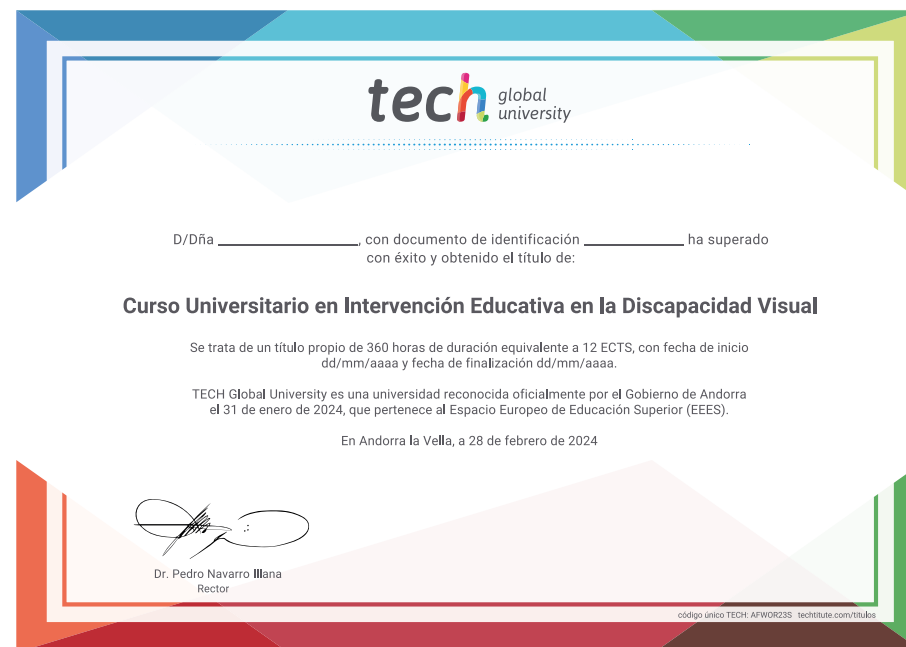 tech global university
D/Dña ____________________, con documento de identificación ______________ ha superado
con éxito y obtenido el título de:
Curso Universitario en Intervención Educativa en la Discapacidad Visual
Se trata de un título propio de 360 horas de duración equivalente a 12 ECTS, con fecha de inicio
dd/mm/aaaa y fecha de finalización dd/mm/aaaa.
TECH Global University es una universidad reconocida oficialmente por el Gobierno de Andorra
el 31 de enero de 2024, que pertenece al Espacio Europeo de Educación Superior (EEES).
En Andorra la Vella, a 28 de febrero de 2024
Dr. Pedro Navarro Illana
Rector
código único TECH: AFWOR23S techtitute.com/titulos